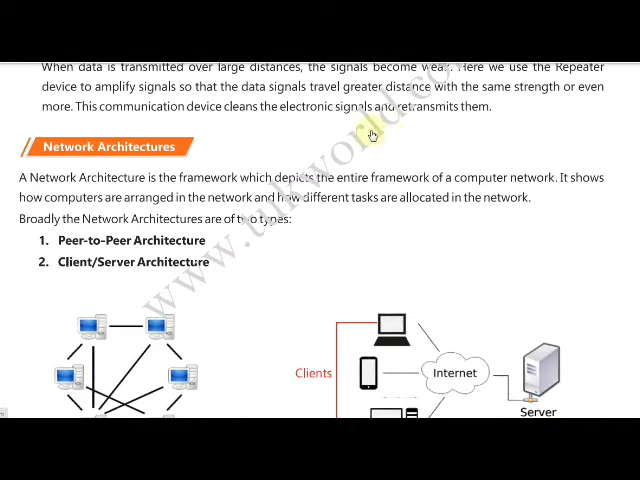 When data is transmitted over large distances, the signals become weak. Here we use the Repeater
device to amplify signals so that the data signals travel greater distance with the same strength or even
more. This communication device cleans the electronic signals and retransmits them.
Network Architectures
A Network Architecture is the framework which depicts the entire framework of a computer network. It shows
how computers are arranged in the network and how different tasks are allocated in the network.
Broadly the Network Architectures are of two types:
1. Peer-to-Peer Architecture
2. Client/Server Architecture
Clients
Internet
Server